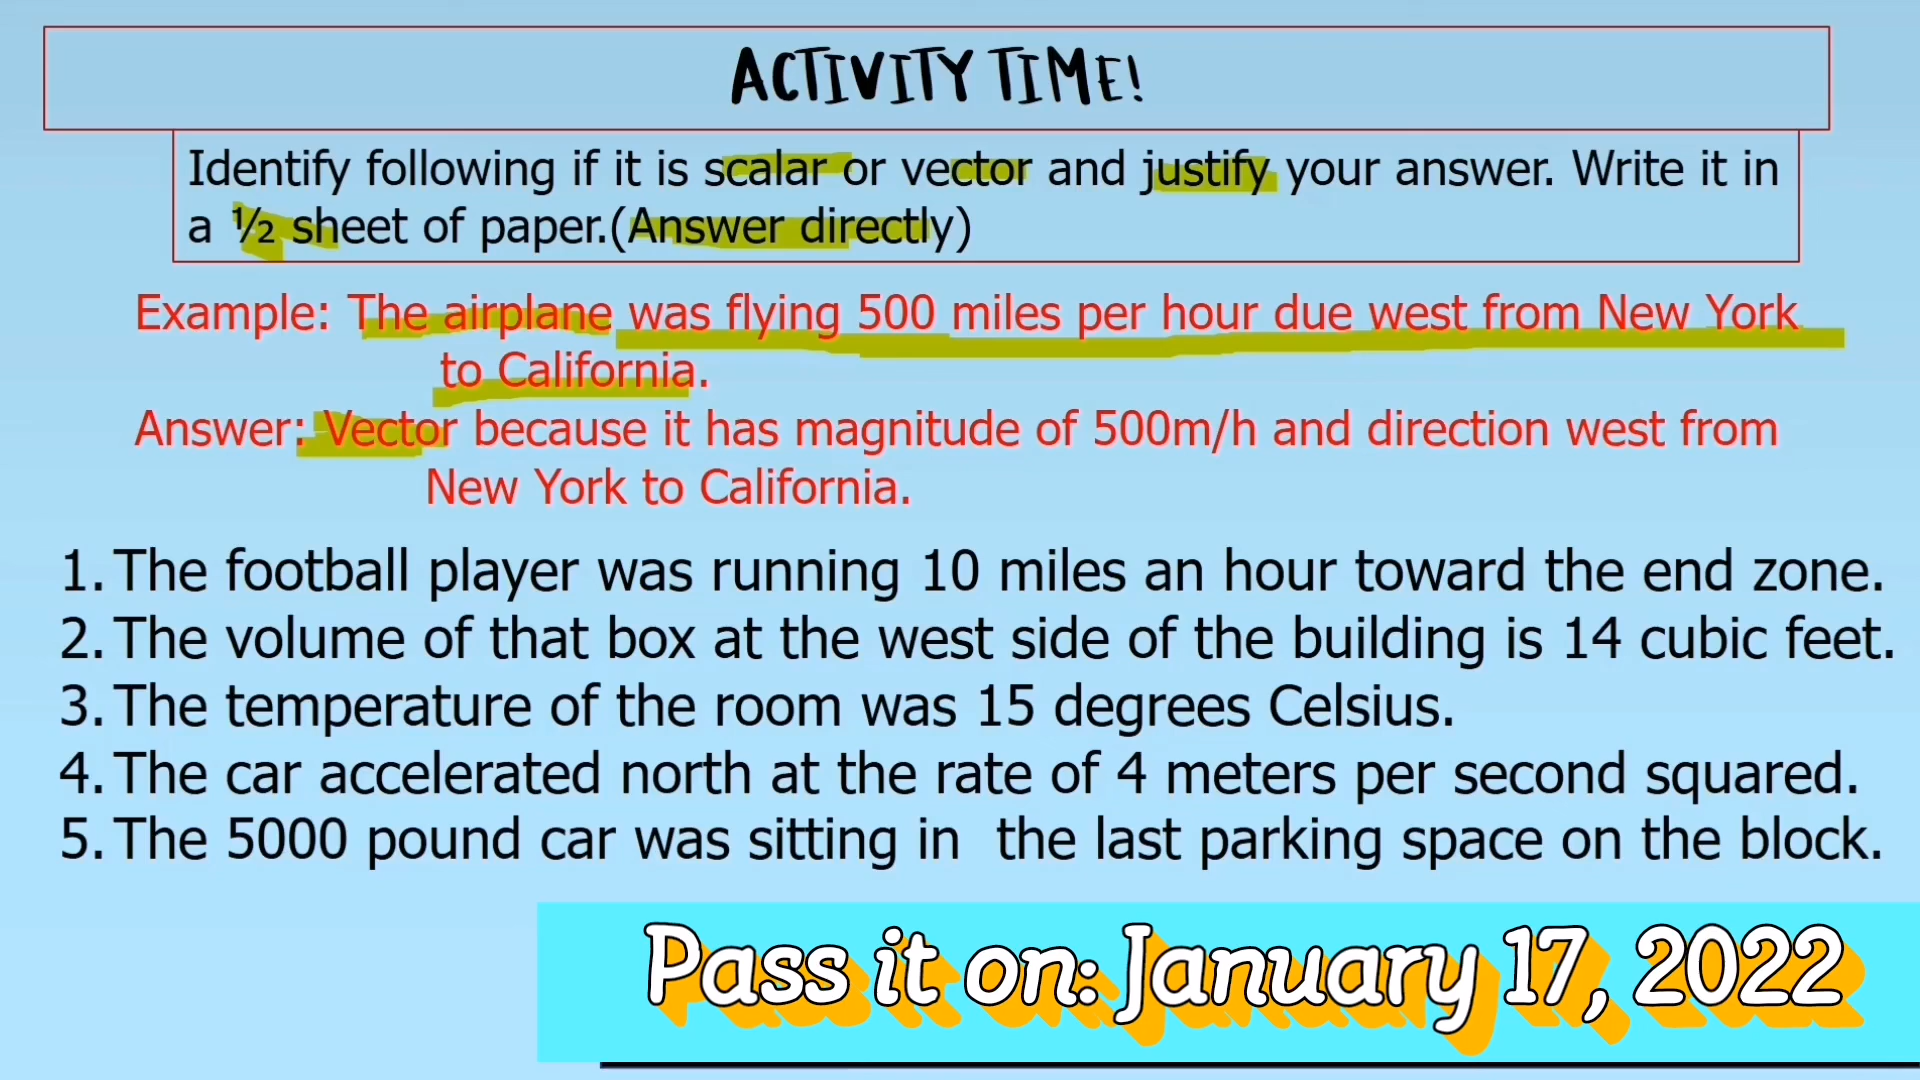 ACTIVITY TIME!
Identify following if it is scalar or vector and justify your answer. Write it in
a ½ sheet of paper.(Answer directly)
Example: The airplane was flying 500 miles per hour due west from New York
to California.
Answer: Vector because it has magnitude of 500m/h and direction west from
New York to California.
1. The football player was running 10 miles an hour toward the end zone.
2. The volume of that box at the west side of the building is 14 cubic feet.
3. The temperature of the room was 15 degrees Celsius.
4. The car accelerated north at the rate of 4 meters per second squared.
5. The 5000 pound car was sitting in  the last parking space on the block.
Pass it on: January 17, 2022